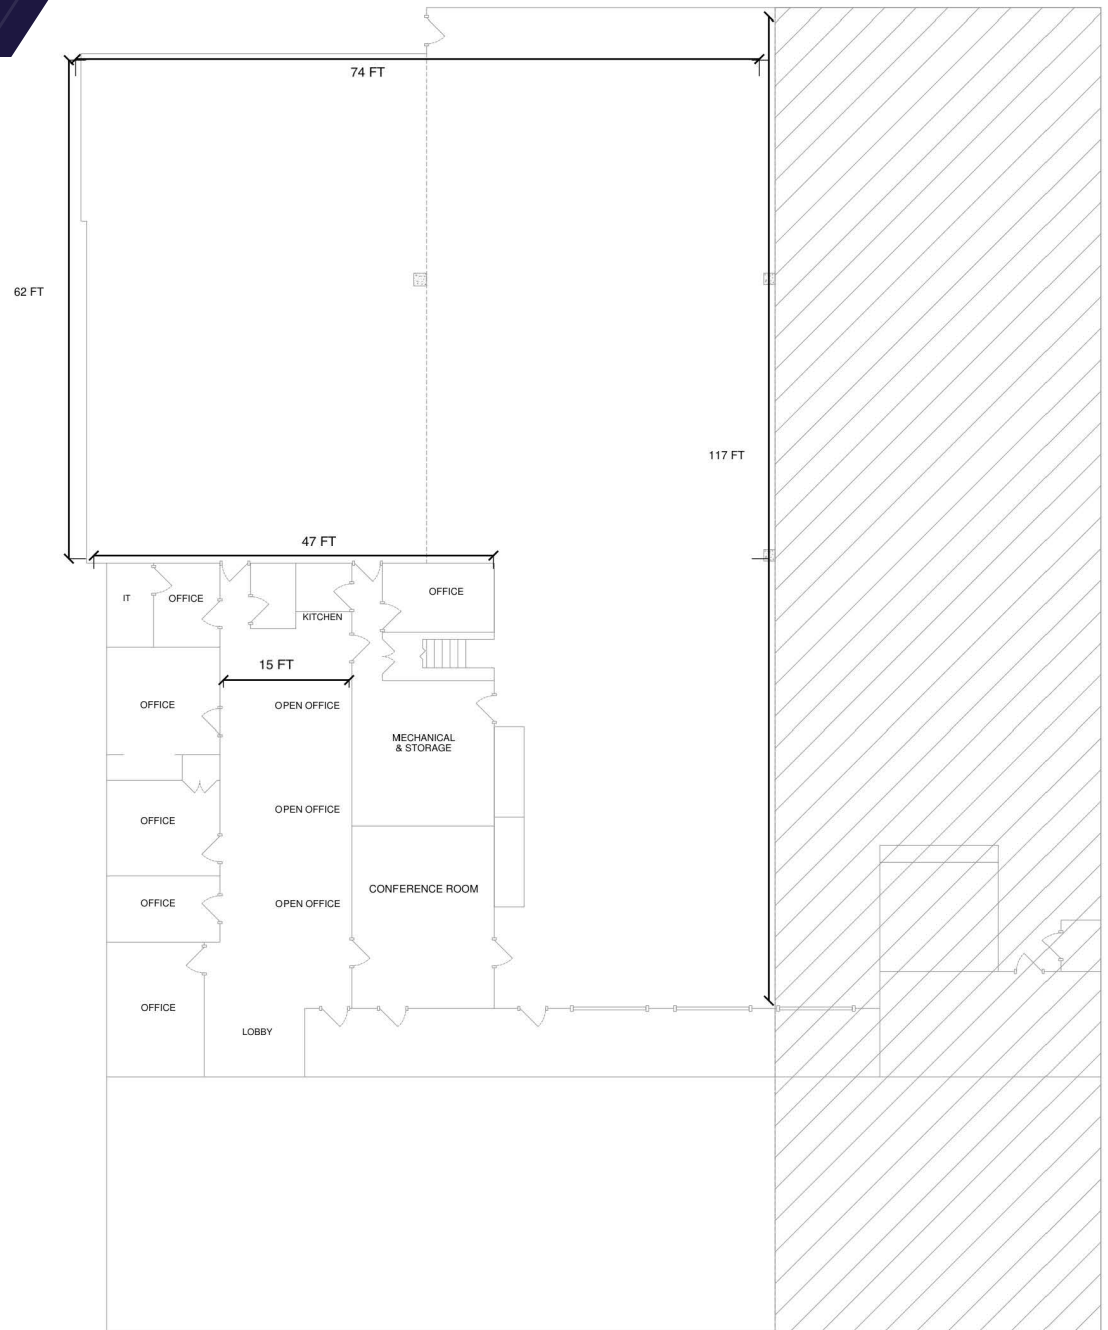 74 FT
62 FT
117 FT
47 FT
IT
OFFICE
OFFICE
KITCHEN
15 FT
OFFICE
OPEN OFFICE
MECHANICAL
& STORAGE
OPEN OFFICE
OFFICE
CONFERENCE ROOM
OFFICE
OPEN OFFICE
OFFICE
LOBBY